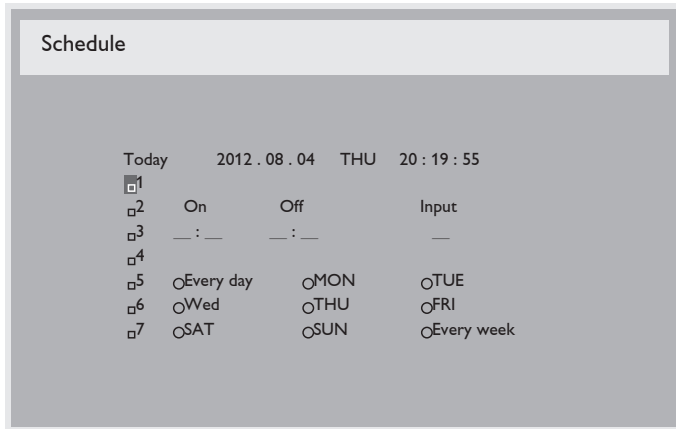 Schedule
Today 2012 . 08 . 04 THU 20 : 19 : 55
1
2 On Off Input
3 __ : __ __ : __ __
4
5 Every day MON TUE
6 Wed THU FRI
7 SAT SUN Every week